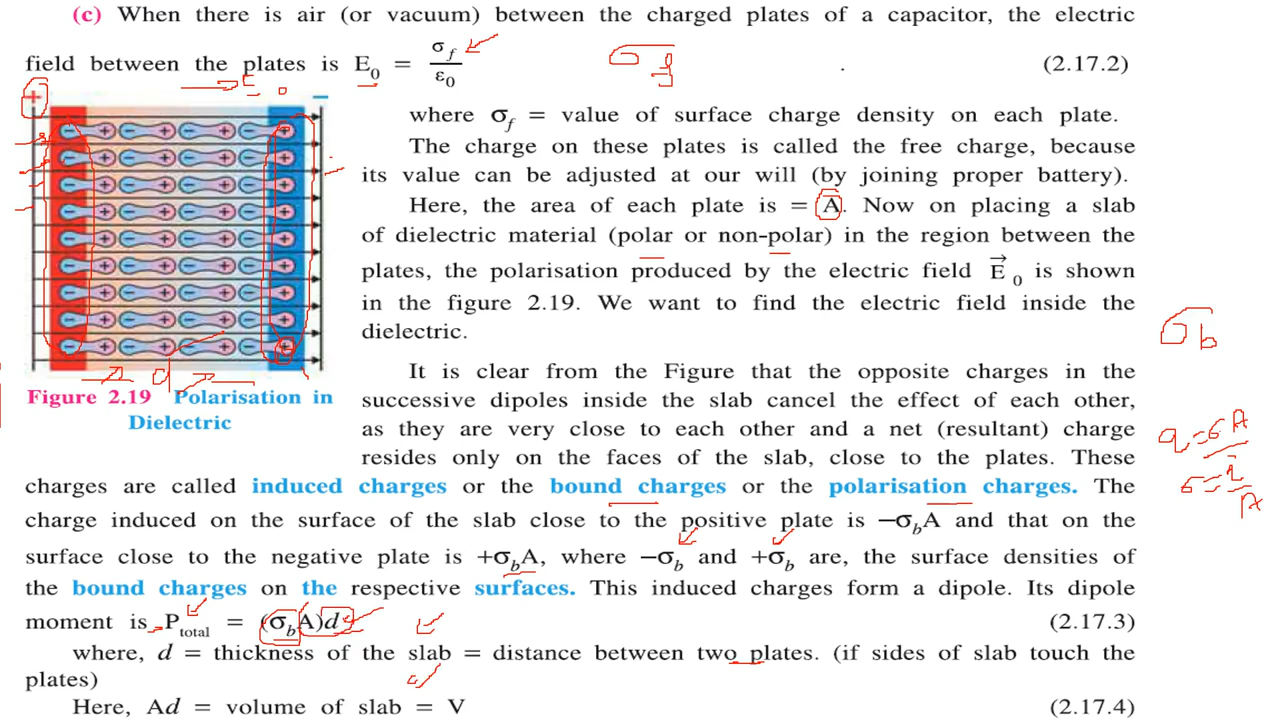 (c) When there is air (or vacuum) between the charged plates of a capacitor, the electric
field between the plates is E₀ = σf/ε₀ (2.17.2)
σf
E₀
+ −
where σf = value of surface charge density on each plate.
The charge on these plates is called the free charge, because
its value can be adjusted at our will (by joining proper battery).
Here, the area of each plate is = A. Now on placing a slab
of dielectric material (polar or non-polar) in the region between the
plates, the polarisation produced by the electric field E⃗₀ is shown
in the figure 2.19. We want to find the electric field inside the
dielectric.
d
Figure 2.19 Polarisation in
Dielectric
σb
It is clear from the Figure that the opposite charges in the
successive dipoles inside the slab cancel the effect of each other,
as they are very close to each other and a net (resultant) charge
resides only on the faces of the slab, close to the plates. These
q = σA
charges are called induced charges or the bound charges or the polarisation charges. The
charge induced on the surface of the slab close to the positive plate is −σbA and that on the
surface close to the negative plate is +σbA, where −σb and +σb are, the surface densities of
the bound charges on the respective surfaces. This induced charges form a dipole. Its dipole
moment is Ptotal = (σbA)d (2.17.3)
where, d = thickness of the slab = distance between two plates. (if sides of slab touch the
plates)
Here, Ad = volume of slab = V (2.17.4)